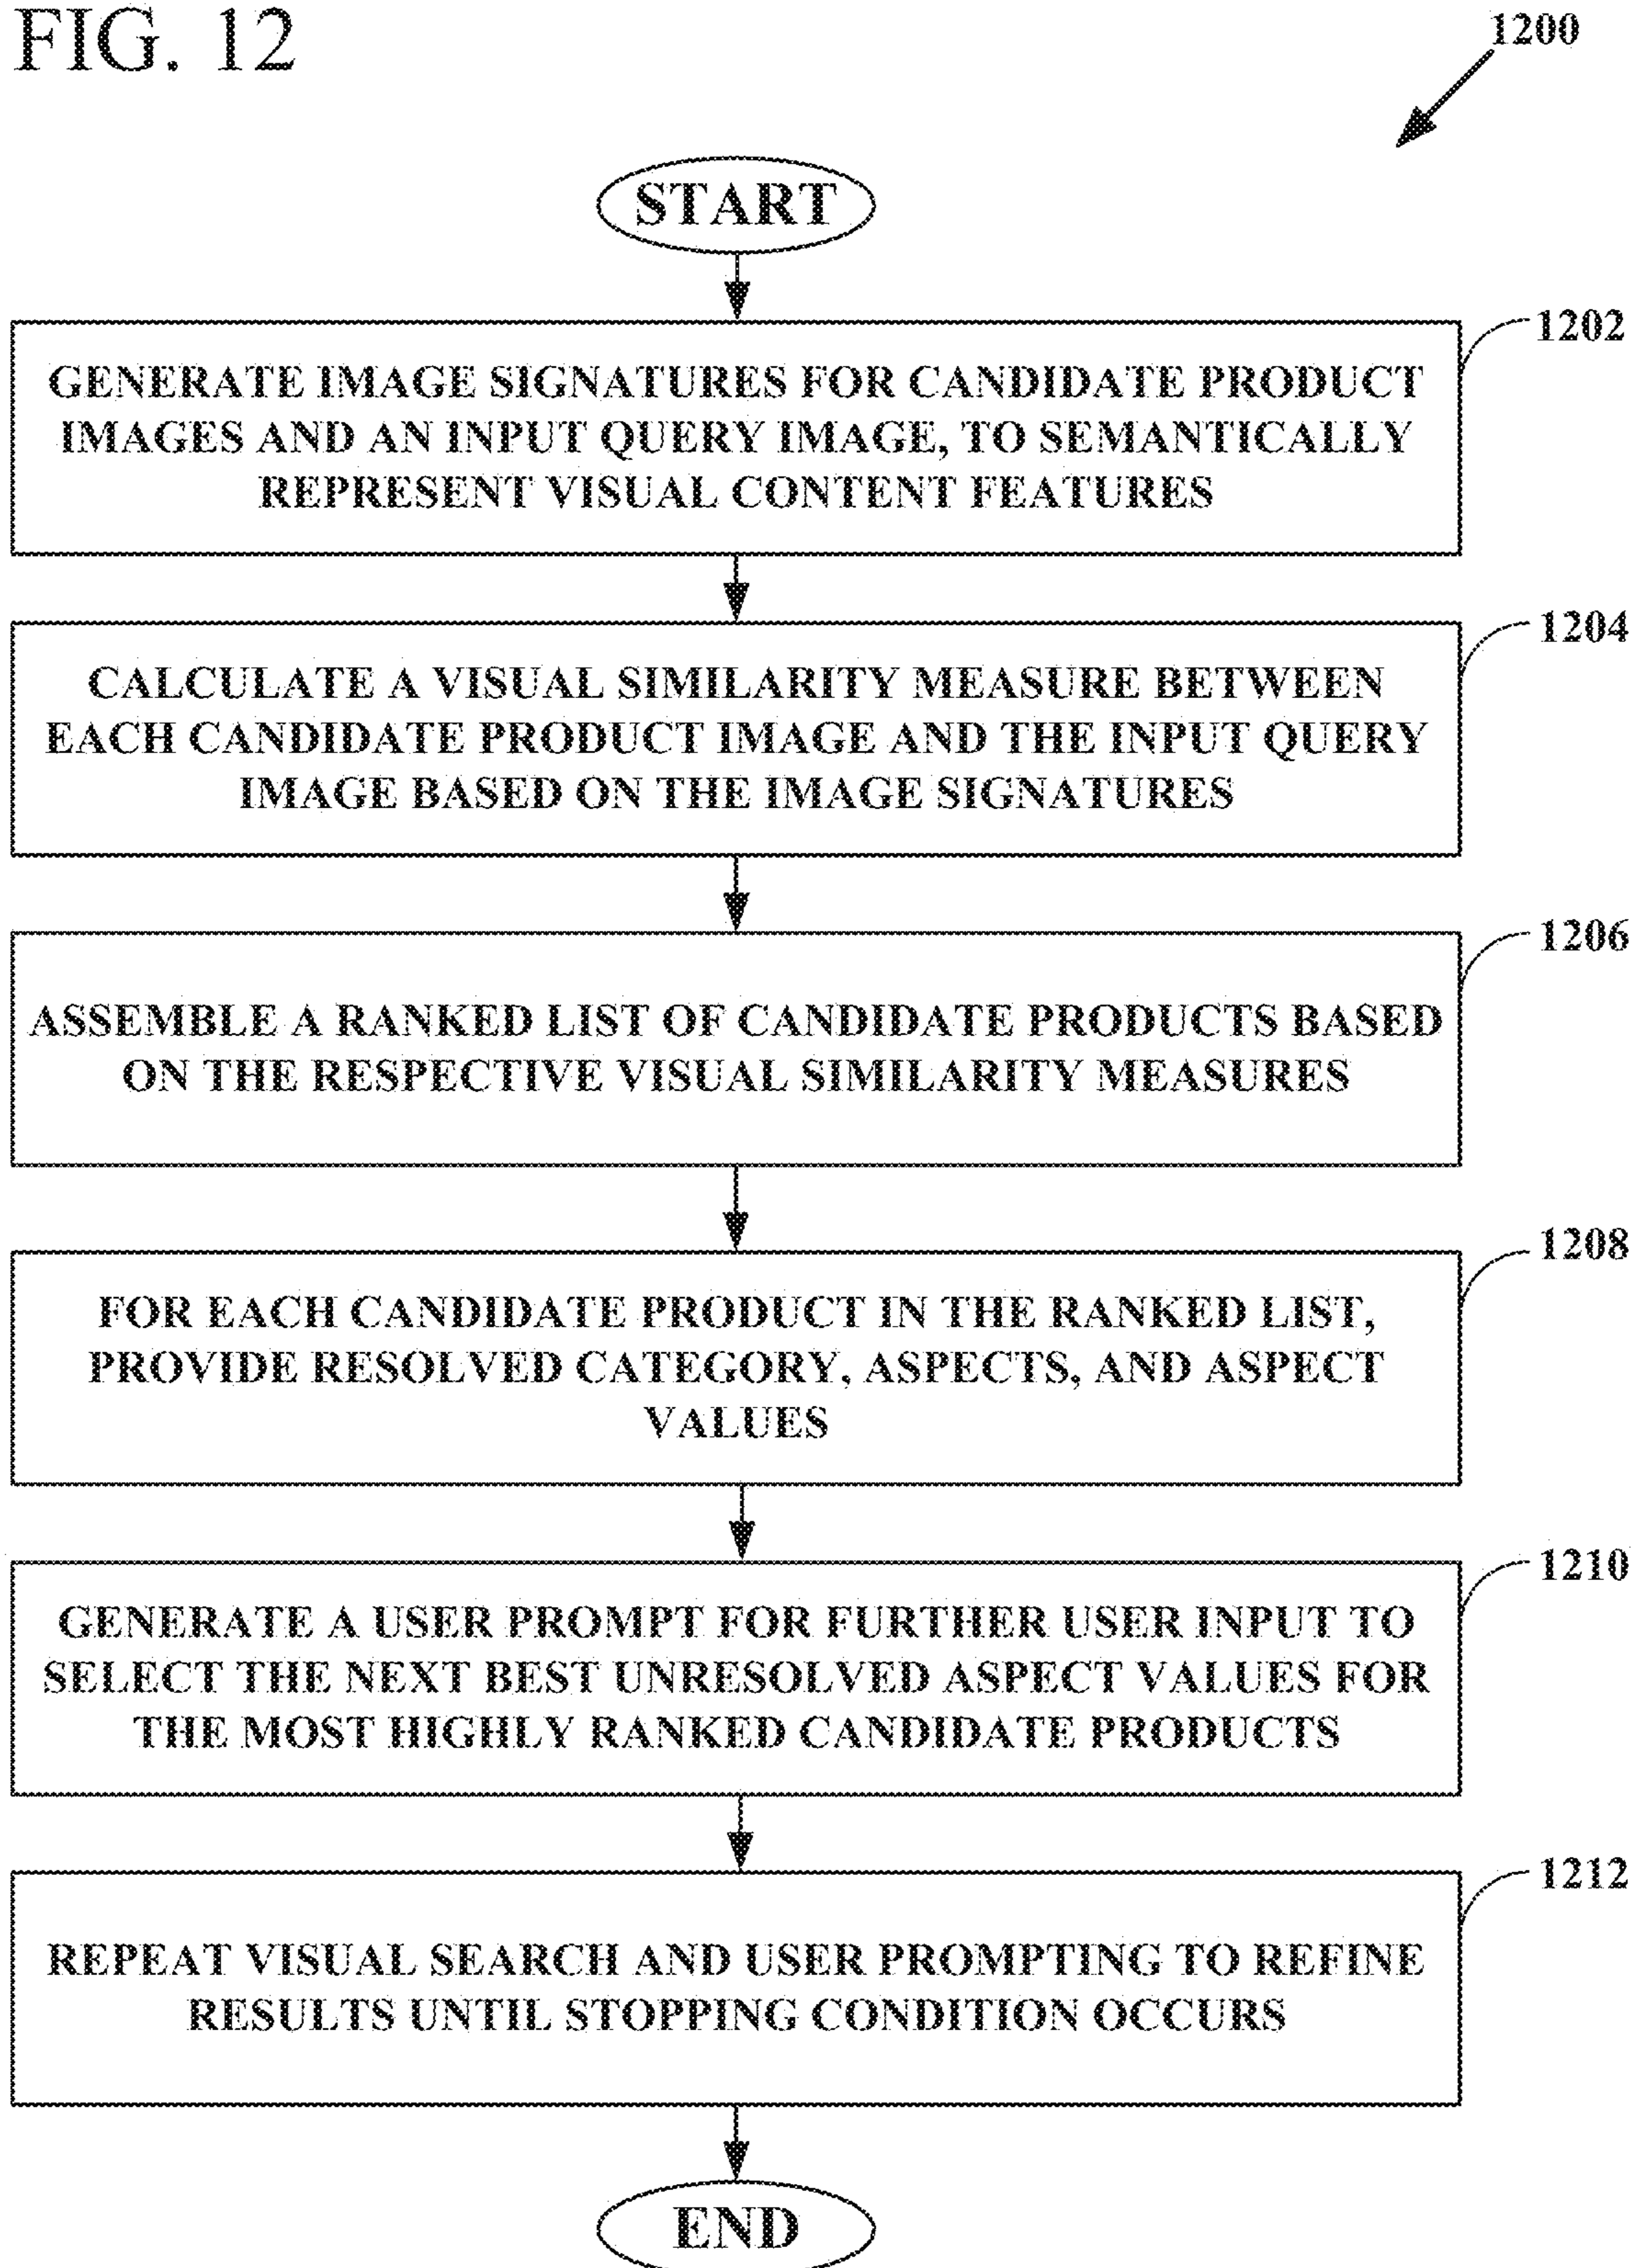 FIG. 12
1200
START
1202
GENERATE IMAGE SIGNATURES FOR CANDIDATE PRODUCT
IMAGES AND AN INPUT QUERY IMAGE, TO SEMANTICALLY
REPRESENT VISUAL CONTENT FEATURES
1204
CALCULATE A VISUAL SIMILARITY MEASURE BETWEEN
EACH CANDIDATE PRODUCT IMAGE AND THE INPUT QUERY
IMAGE BASED ON THE IMAGE SIGNATURES
1206
ASSEMBLE A RANKED LIST OF CANDIDATE PRODUCTS BASED
ON THE RESPECTIVE VISUAL SIMILARITY MEASURES
1208
FOR EACH CANDIDATE PRODUCT IN THE RANKED LIST,
PROVIDE RESOLVED CATEGORY, ASPECTS, AND ASPECT
VALUES
1210
GENERATE A USER PROMPT FOR FURTHER USER INPUT TO
SELECT THE NEXT BEST UNRESOLVED ASPECT VALUES FOR
THE MOST HIGHLY RANKED CANDIDATE PRODUCTS
1212
REPEAT VISUAL SEARCH AND USER PROMPTING TO REFINE
RESULTS UNTIL STOPPING CONDITION OCCURS
END